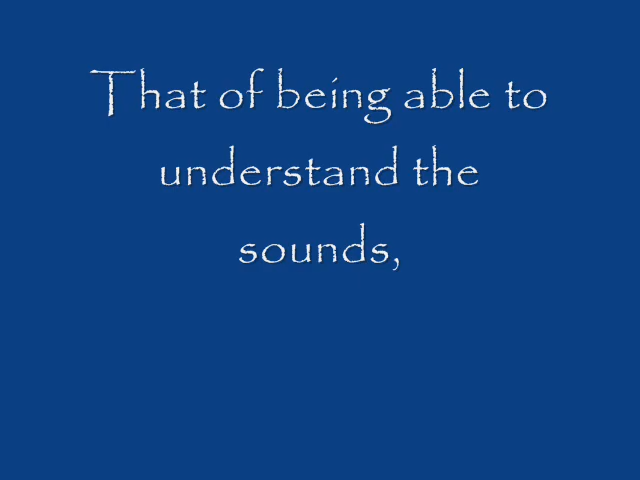 That of being able to
understand the
sounds,